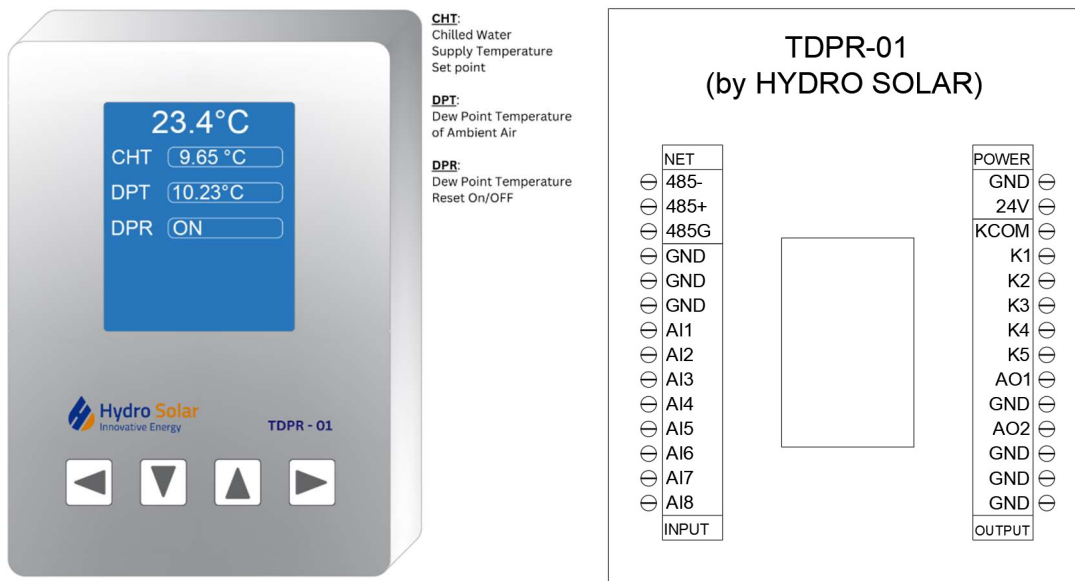 23.4°C
CHT 9.65 °C
DPT 10.23°C
DPR ON
Hydro Solar
Innovative Energy
TDPR - 01
CHT:
Chilled Water
Supply Temperature
Set point
DPT:
Dew Point Temperature
of Ambient Air
DPR:
Dew Point Temperature
Reset On/OFF
TDPR-01
(by HYDRO SOLAR)
NET
485-
485+
485G
GND
GND
GND
AI1
AI2
AI3
AI4
AI5
AI6
AI7
AI8
INPUT
POWER
GND
24V
KCOM
K1
K2
K3
K4
K5
AO1
GND
AO2
GND
GND
GND
OUTPUT